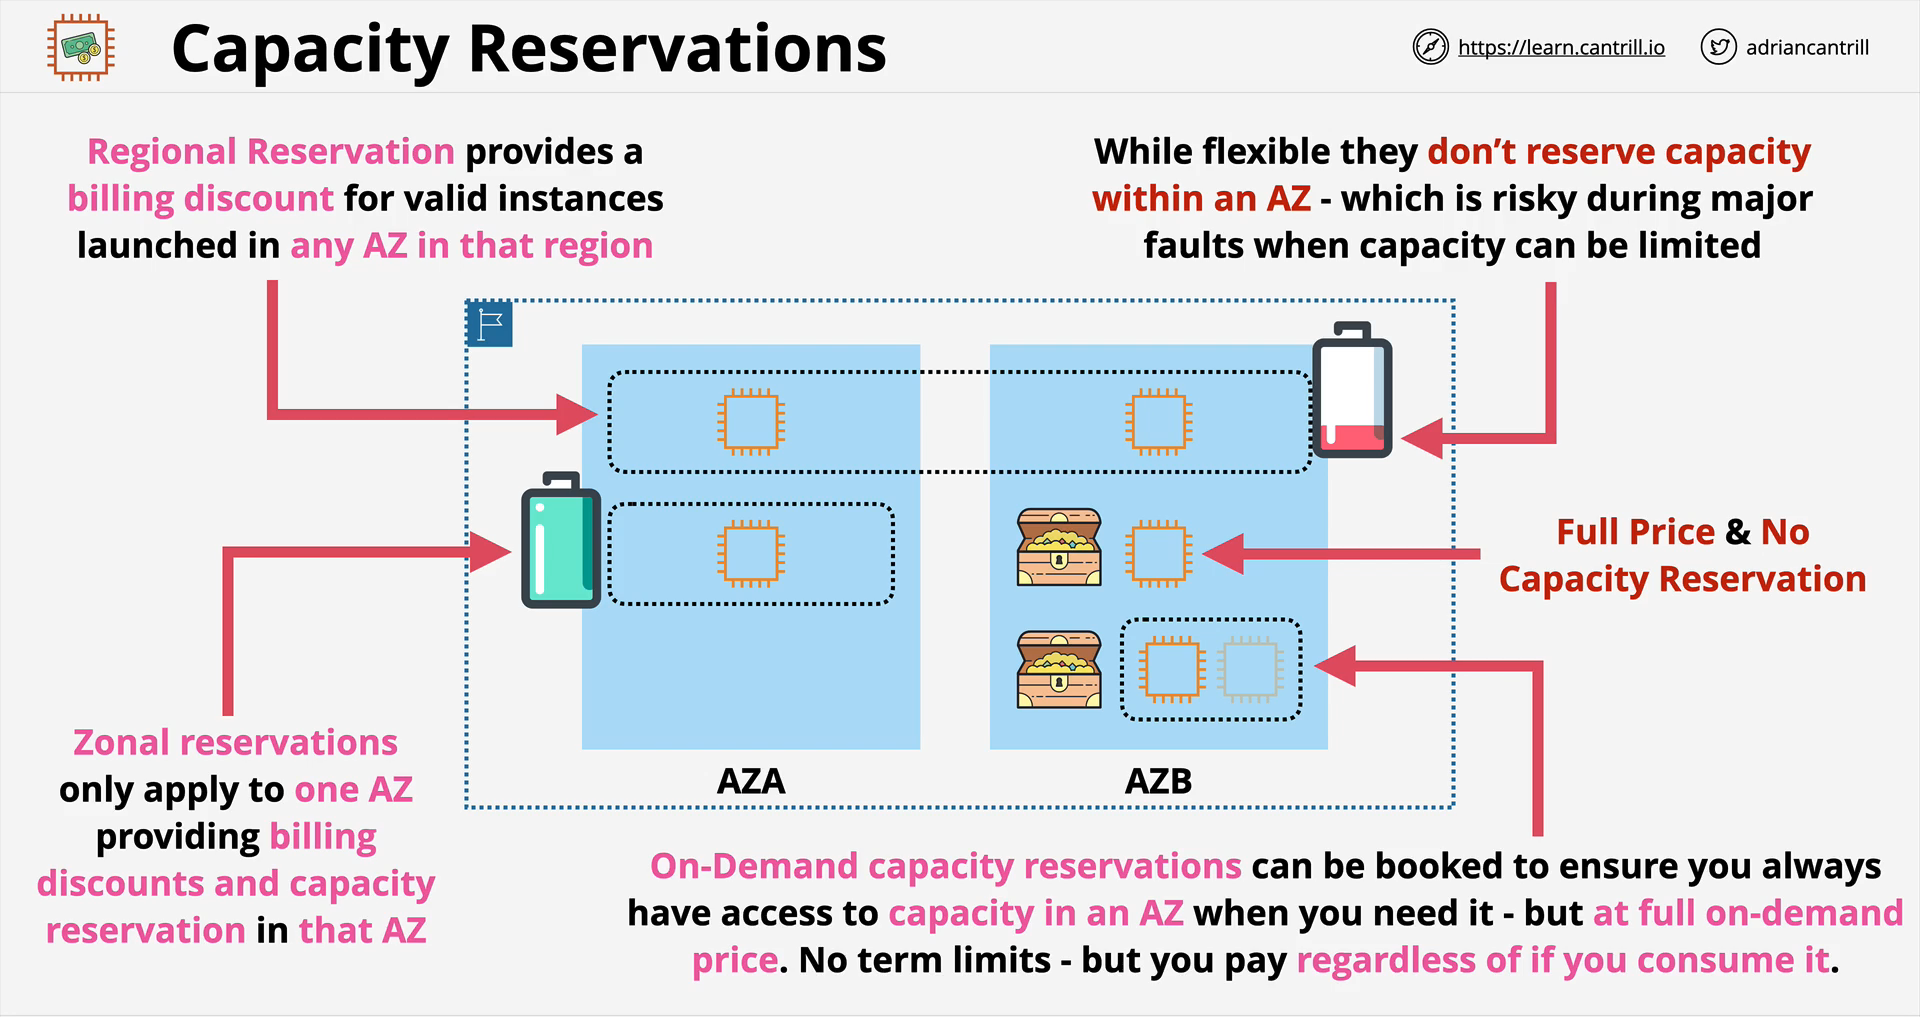 Capacity Reservations
https://learn.cantrill.io
adriancantrill
Regional Reservation provides a
billing discount for valid instances
launched in any AZ in that region
While flexible they don’t reserve capacity
within an AZ - which is risky during major
faults when capacity can be limited
Full Price & No
Capacity Reservation
AZA
AZB
Zonal reservations
only apply to one AZ
providing billing
discounts and capacity
reservation in that AZ
On-Demand capacity reservations can be booked to ensure you always
have access to capacity in an AZ when you need it - but at full on-demand
price. No term limits - but you pay regardless of if you consume it.